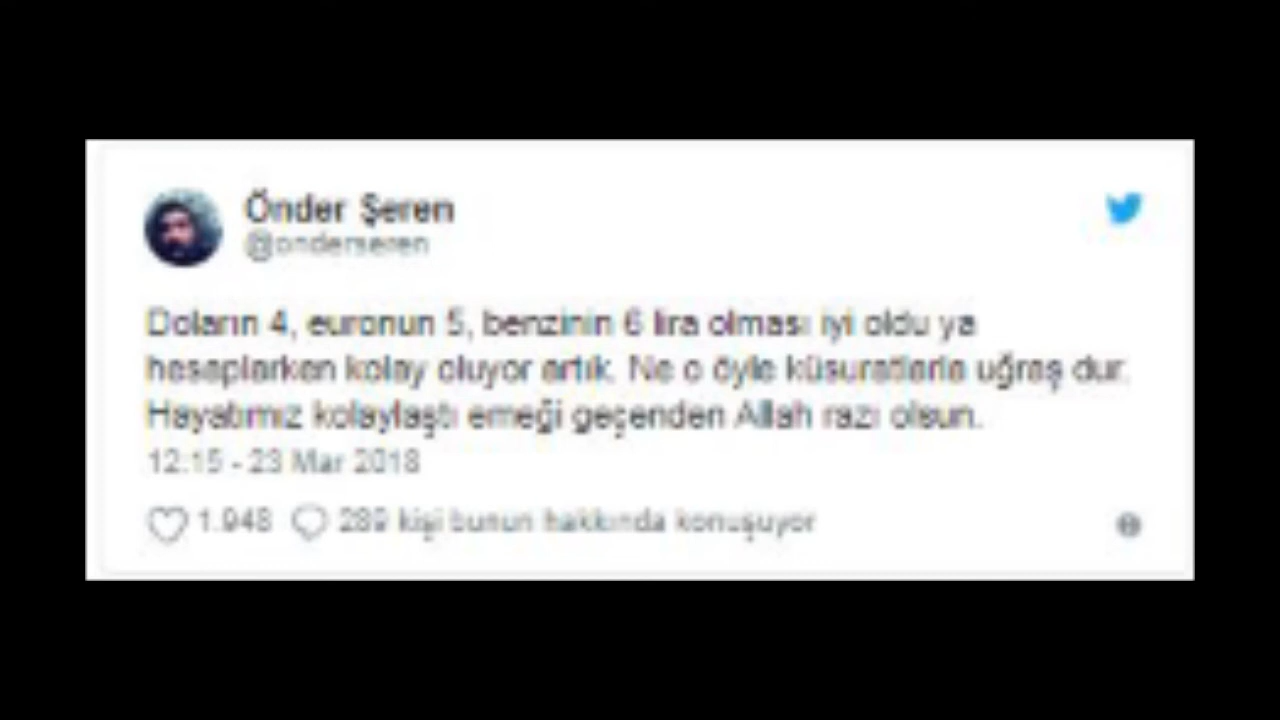 Önder Şeren
@onderseren
Doların 4, euronun 5, benzinin 6 lira olması iyi oldu ya
hesaplarken kolay oluyor artık. Ne o öyle küsuratlarla uğraş dur.
Hayatımız kolaylaştı emeği geçenden Allah razı olsun.
12:15 - 23 Mar 2018
1.948 289 kişi bunun hakkında konuşuyor